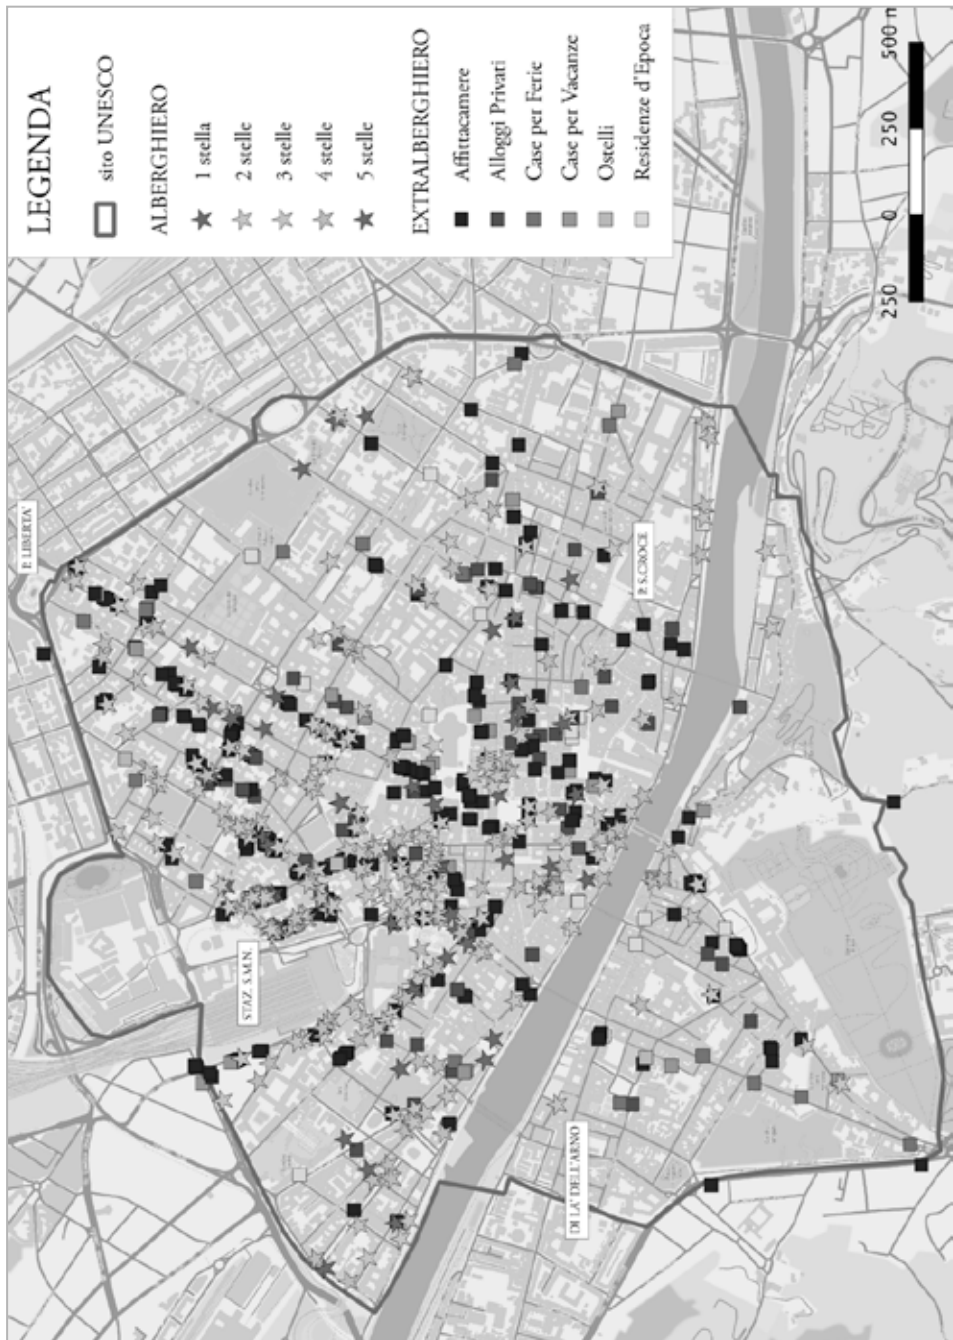 LEGENDA
sito UNESCO
ALBERGHIERO
1 stella
2 stelle
3 stelle
4 stelle
5 stelle
EXTRALBERGHIERO
Affittacamere
Alloggi Privati
Case per Ferie
Case per Vacanze
Ostelli
Residenze d'Epoca
P. LIBERTA'
STAZ. S.M.N.
P. S.CROCE
DI LA' DELL'ARNO
250 0 250 500 m